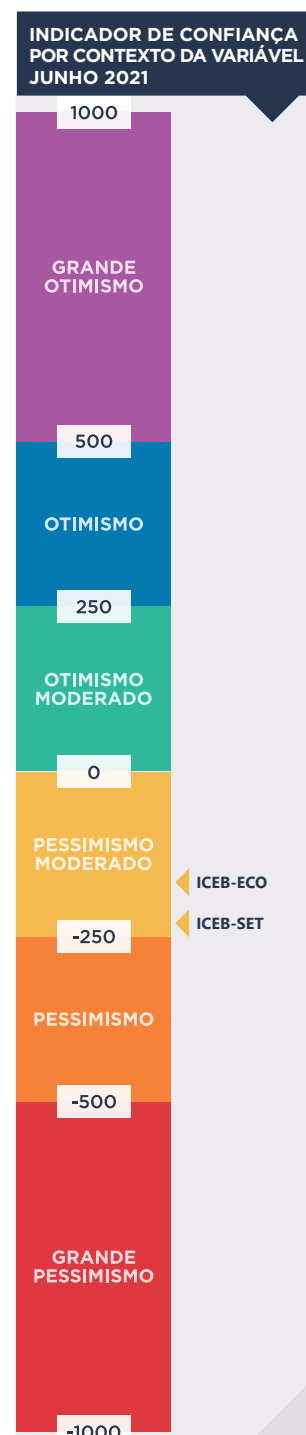 INDICADOR DE CONFIANÇA
POR CONTEXTO DA VARIÁVEL
JUNHO 2021
1000
GRANDE
OTIMISMO
500
OTIMISMO
250
OTIMISMO
MODERADO
0
PESSIMISMO
MODERADO
ICEB-ECO
ICEB-SET
-250
PESSIMISMO
-500
GRANDE
PESSIMISMO
-1000